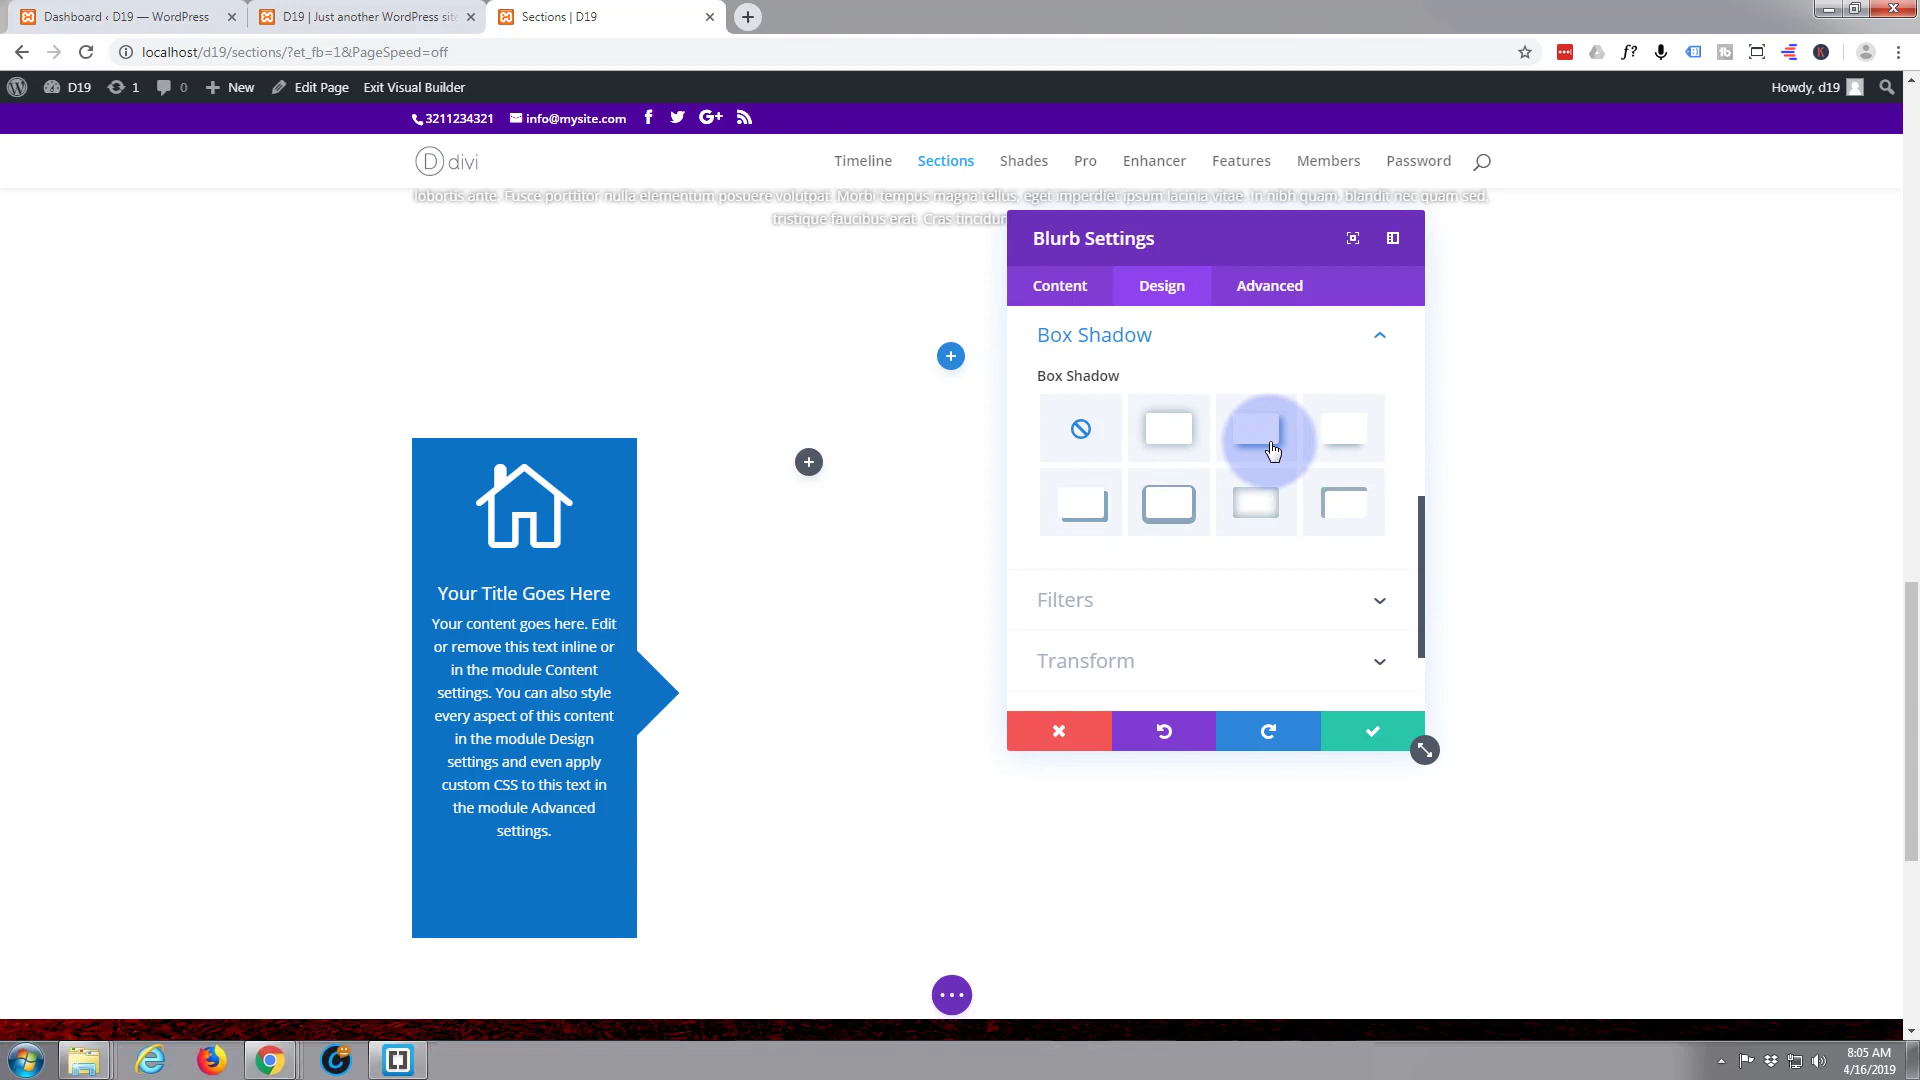 Dashboard ‹ D19 — WordPress
D19 | Just another WordPress site
Sections | D19
localhost/d19/sections/?et_fb=1&PageSpeed=off
D19
1
0
New
Edit Page
Exit Visual Builder
Howdy, d19
3211234321
info@mysite.com
divi
Timeline
Sections
Shades
Pro
Enhancer
Features
Members
Password
lobortis ante. Fusce porttitor nulla elementum posuere volutpat. Morbi tempus magna tellus, eget imperdiet ipsum lacinia vitae. In nibh quam, blandit nec quam sed,
tristique faucibus erat. Cras tincidun
Blurb Settings
Content
Design
Advanced
Box Shadow
Box Shadow
Filters
Transform
Your Title Goes Here
Your content goes here. Edit
or remove this text inline or
in the module Content
settings. You can also style
every aspect of this content
in the module Design
settings and even apply
custom CSS to this text in
the module Advanced
settings.
8:05 AM
4/16/2019